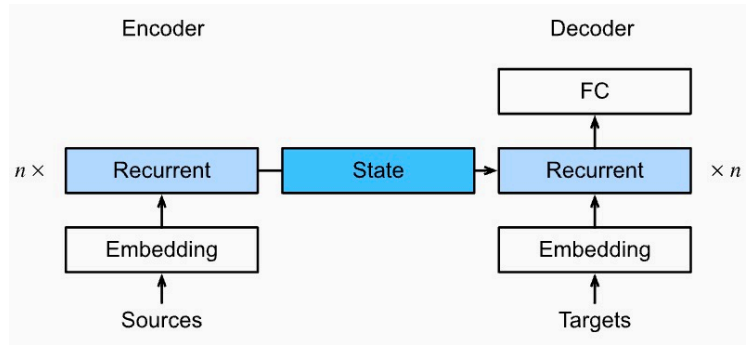 Encoder
Decoder
FC
n ×
Recurrent
State
Recurrent
× n
Embedding
Embedding
Sources
Targets